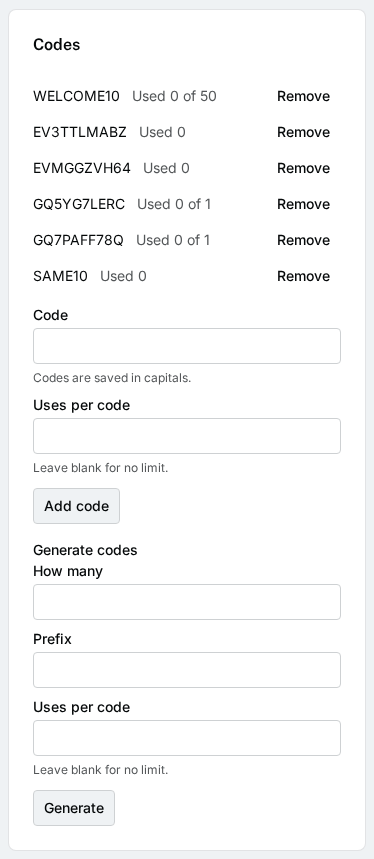 Codes
WELCOME10 Used 0 of 50 Remove
EV3TTLMABZ Used 0 Remove
EVMGGZVH64 Used 0 Remove
GQ5YG7LERC Used 0 of 1 Remove
GQ7PAFF78Q Used 0 of 1 Remove
SAME10 Used 0 Remove
Code
Codes are saved in capitals.
Uses per code
Leave blank for no limit.
Add code
Generate codes
How many
Prefix
Uses per code
Leave blank for no limit.
Generate